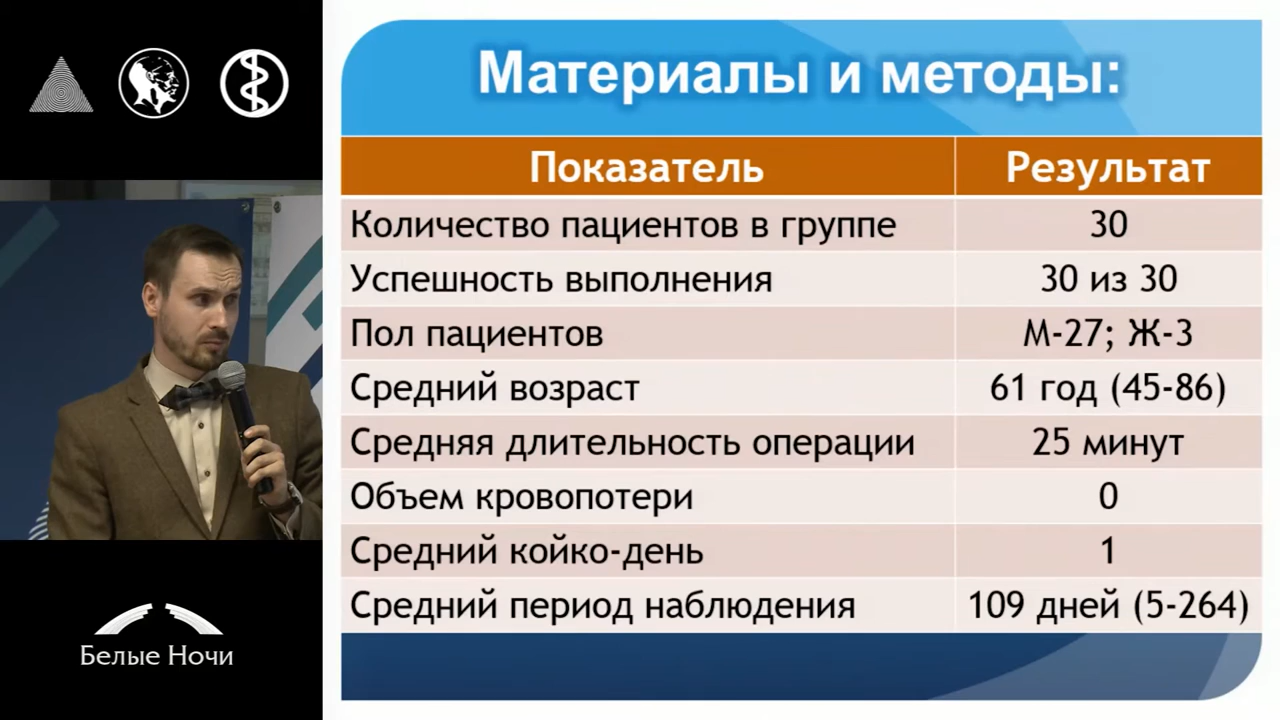 Материалы и методы:
Показатель Результат
Количество пациентов в группе 30
Успешность выполнения 30 из 30
Пол пациентов М-27; Ж-3
Средний возраст 61 год (45-86)
Средняя длительность операции 25 минут
Объем кровопотери 0
Средний койко-день 1
Средний период наблюдения 109 дней (5-264)
Белые Ночи